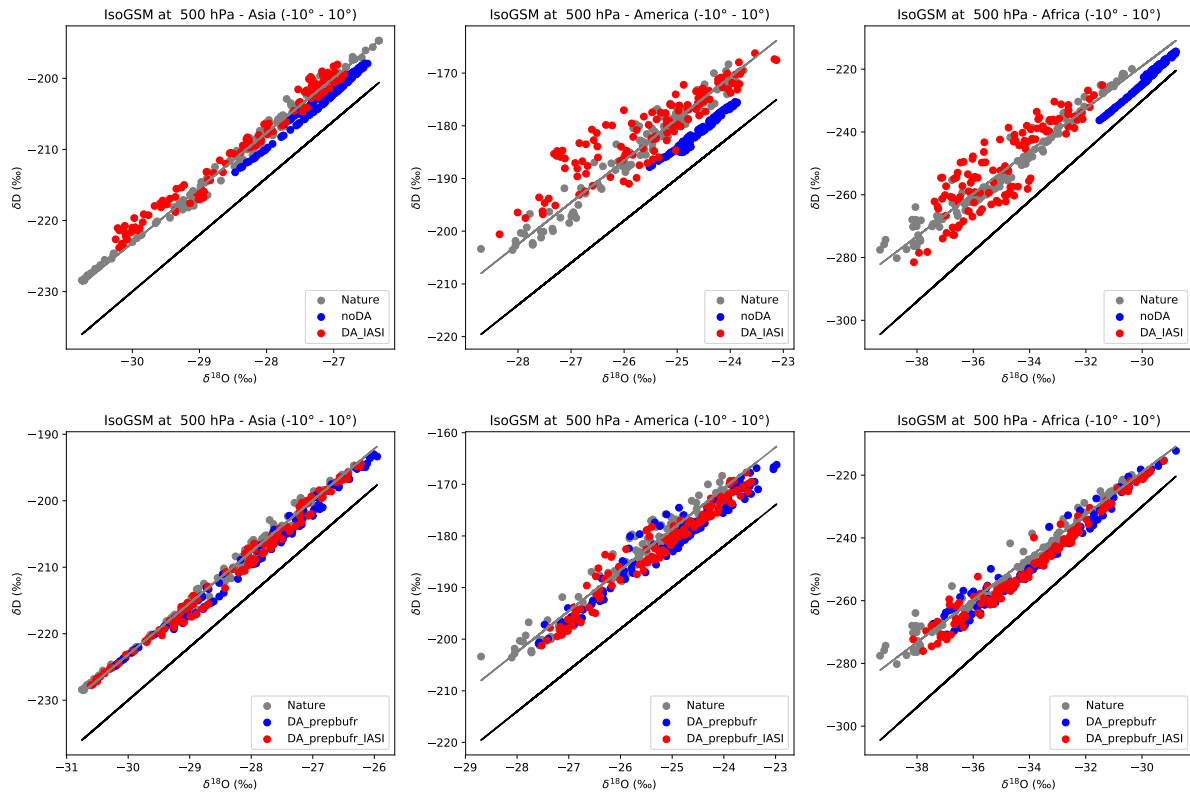 IsoGSM at  500 hPa - Asia (-10° - 10°)
δD (‰)
−200
−210
−220
−230
−30
−29
−28
−27
δ¹⁸O (‰)
Nature
noDA
DA_IASI
IsoGSM at  500 hPa - America (-10° - 10°)
δD (‰)
−170
−180
−190
−200
−210
−220
−28
−27
−26
−25
−24
−23
δ¹⁸O (‰)
Nature
noDA
DA_IASI
IsoGSM at  500 hPa - Africa (-10° - 10°)
δD (‰)
−220
−240
−260
−280
−300
−38
−36
−34
−32
−30
δ¹⁸O (‰)
Nature
noDA
DA_IASI
IsoGSM at  500 hPa - Asia (-10° - 10°)
δD (‰)
−190
−200
−210
−220
−230
−31
−30
−29
−28
−27
−26
δ¹⁸O (‰)
Nature
DA_prepbufr
DA_prepbufr_IASI
IsoGSM at  500 hPa - America (-10° - 10°)
δD (‰)
−160
−170
−180
−190
−200
−210
−220
−29
−28
−27
−26
−25
−24
−23
δ¹⁸O (‰)
Nature
DA_prepbufr
DA_prepbufr_IASI
IsoGSM at  500 hPa - Africa (-10° - 10°)
δD (‰)
−220
−240
−260
−280
−300
−38
−36
−34
−32
−30
δ¹⁸O (‰)
Nature
DA_prepbufr
DA_prepbufr_IASI